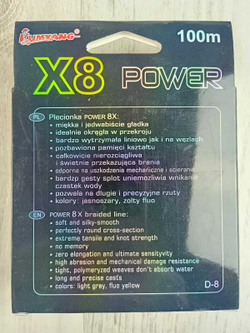 KUMYANG
100m
X8 POWER
PL
Plecionka POWER 8X:
- miękka i jedwabiście gładka
- idealnie okrągła w przekroju
- bardzo wytrzymała liniowo jak i na węzłach
- pozbawiona pamięci kształtu
- całkowicie nierozciągliwa
i świetnie przekazująca brania
- odporna na uszkodzenia mechaniczne i ścieranie
- bardzo gęsty splot uniemożliwia wnikanie
cząstek wody
- pozwala na długie i precyzyjne rzuty
- kolor: jasnoszary, żółty fluo
EN
POWER 8X braided line:
- soft and silky-smooth
- perfectly round cross-section
- extreme tensile and knot strength
- no memory
- zero elongation and ultimate sensitivity
- high abrasion and mechanical damage resistance
- tight, polymeryzed weaves don't absorb water
- long and precise casts
- colors: light grey, fluo yellow
D-8